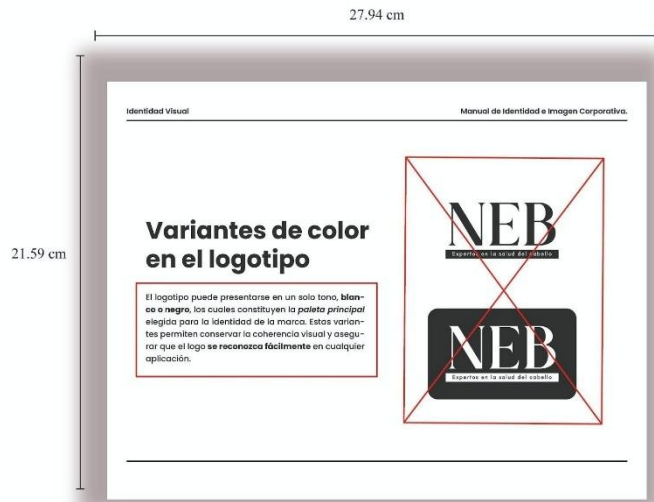 27.94 cm
21.59 cm
Identidad Visual
Manual de Identidad e Imagen Corporativa.
Variantes de color
en el logotipo
El logotipo puede presentarse en un solo tono, blan-
co o negro, los cuales constituyen la paleta principal
elegida para la identidad de la marca. Estas varian-
tes permiten conservar la coherencia visual y asegu-
rar que el logo se reconozca fácilmente en cualquier
aplicación.
NEB
Expertos en la salud del cabello
NEB
Expertos en la salud del cabello